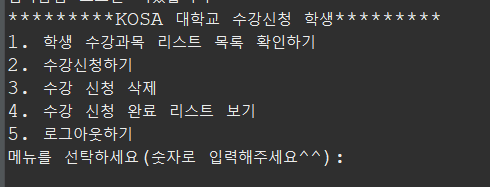 *********KOSA 대학교 수강신청 학생*********
1. 학생 수강과목 리스트 목록 확인하기
2. 수강신청하기
3. 수강 신청 삭제
4. 수강 신청 완료 리스트 보기
5. 로그아웃하기
메뉴를 선탁하세요(숫자로 입력해주세요^^):